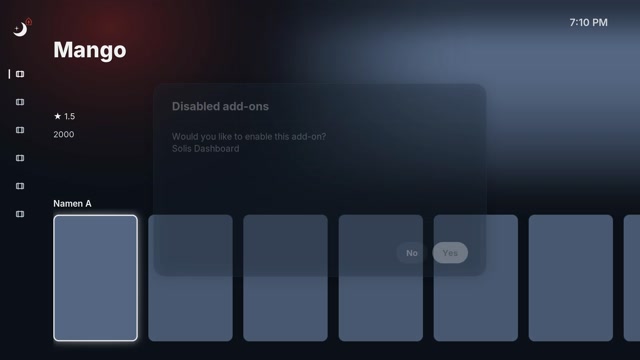 7:10 PM
Mango
Disabled add-ons
★ 1.5
2000
Would you like to enable this add-on?
Solis Dashboard
Namen A
No
Yes